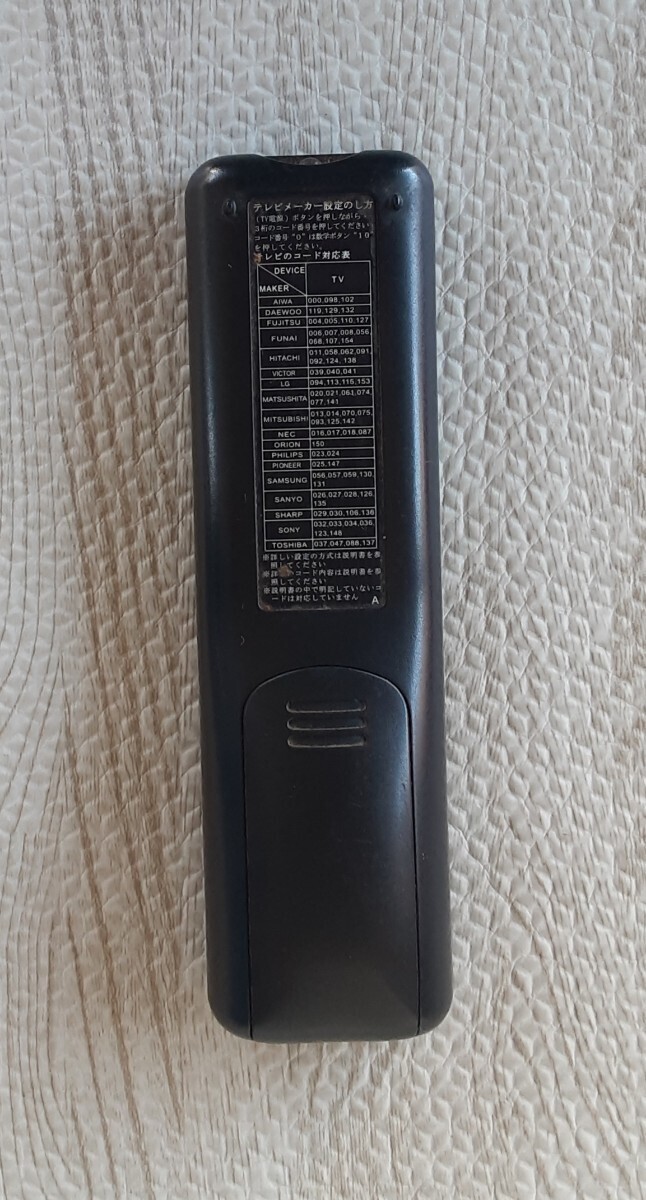 テレビメーカー設定のし方
(TV電源)ボタンを押しながら、
3桁のコード番号を押してください
コード番号"0"は数字ボタン"10"
を押してください。
テレビのコード対応表
DEVICE
MAKER
TV
AIWA 000,098,102
DAEWOO 119,129,132
FUJITSU 004,005,110,127
FUNAI 006,007,008,056,
068,107,154
HITACHI 011,058,062,091,
092,124,138
VICTOR 039,040,041
LG 094,113,115,153
MATSUSHITA 020,021,061,074,
077,141
MITSUBISHI 013,014,070,075,
093,125,142
NEC 016,017,018,087
ORION 150
PHILIPS 023,024
PIONEER 025,147
SAMSUNG 056,057,059,130,
131
SANYO 026,027,028,126,
135
SHARP 029,030,106,136
SONY 032,033,034,036,
123,148
TOSHIBA 037,047,088,137
※詳しい設定の方式は説明書を参
照してください
※詳 コード内容は説明書を参
照してください
※説明書の中で明記していないコ
ードは対応していません
A